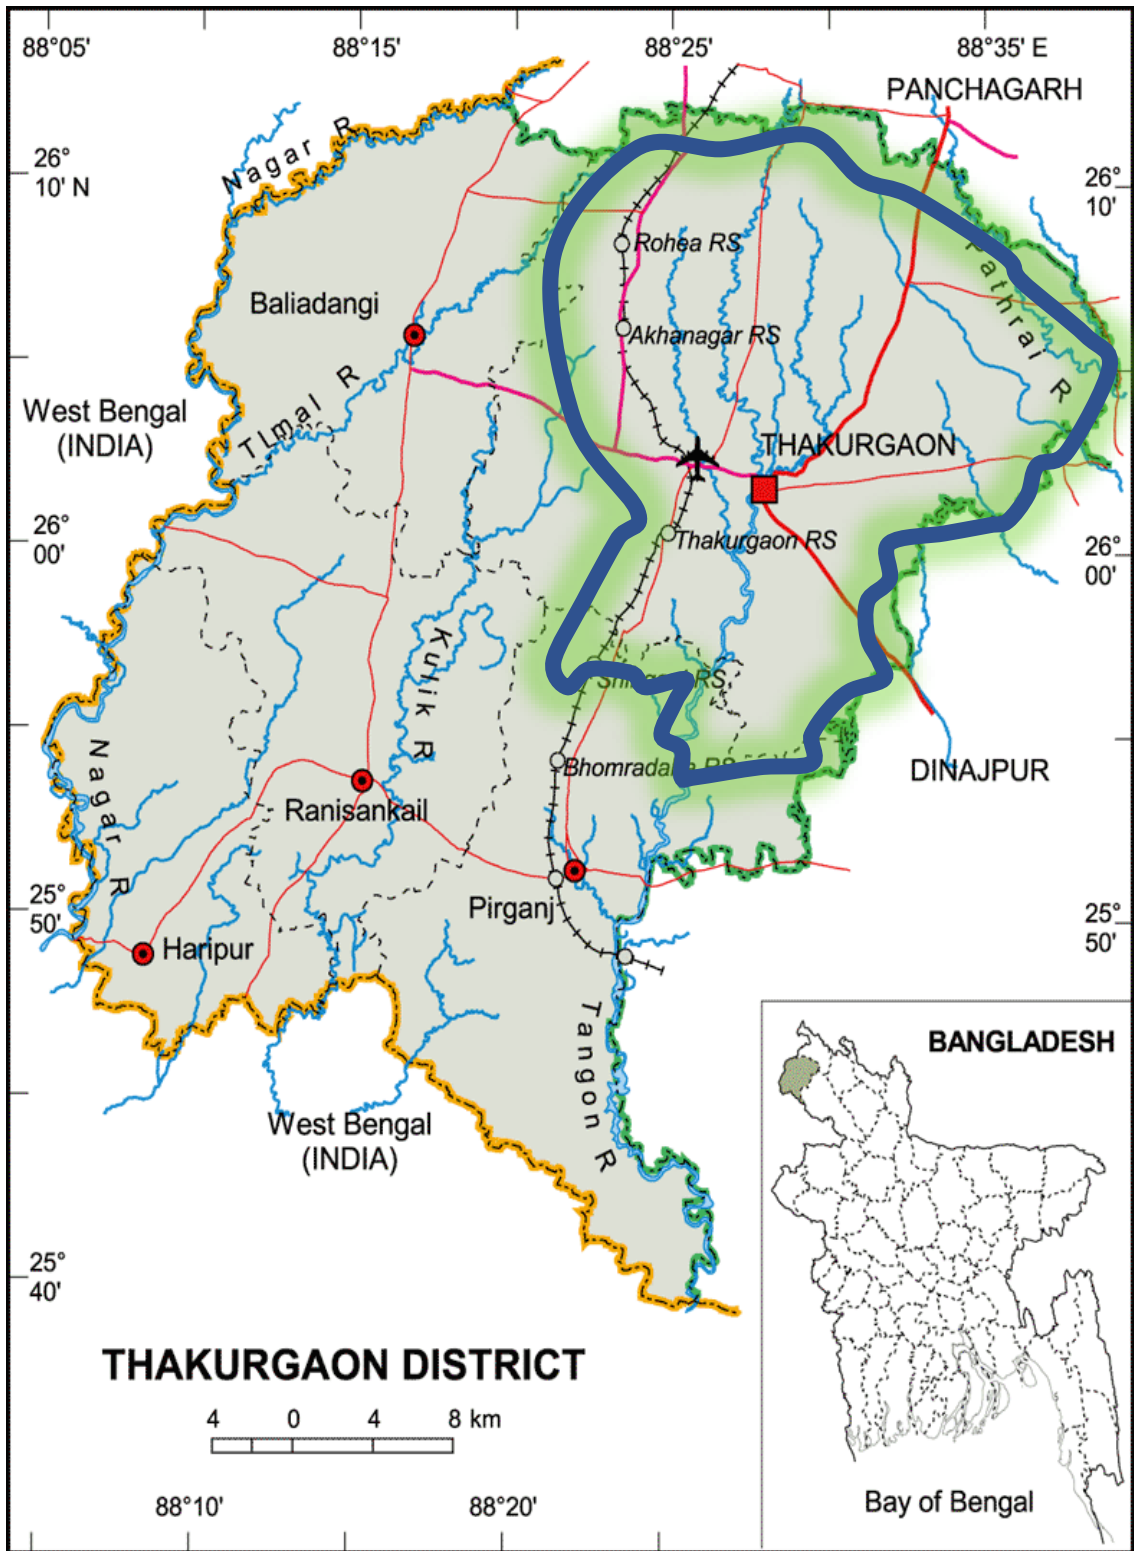 88°05'
88°15'
88°25'
88°35' E
PANCHAGARH
Nagar R
26°
10' N
26°
10'
Rohea RS
Pathrai R
Baliadangi
Akhanagar RS
West Bengal
(INDIA)
Tlmal R
THAKURGAON
26°
00'
Thakurgaon RS
26°
00'
Kulik R
RS
Nagar R
Bhomradaha RS
DINAJPUR
Ranisankail
25°
50'
Pirganj
25°
50'
Haripur
Tangon R
BANGLADESH
West Bengal
(INDIA)
25°
40'
THAKURGAON DISTRICT
4 0 4 8 km
88°10'
88°20'
Bay of Bengal